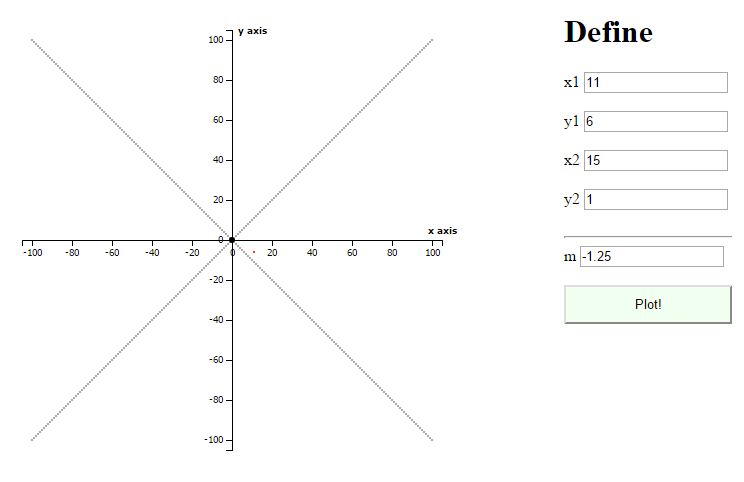 Define
x1 11
y1 6
x2 15
y2 1
m -1.25
Plot!
y axis
100
80
60
40
20
0
x axis
-100 -80 -60 -40 -20 0 20 40 60 80 100
-20
-40
-60
-80
-100